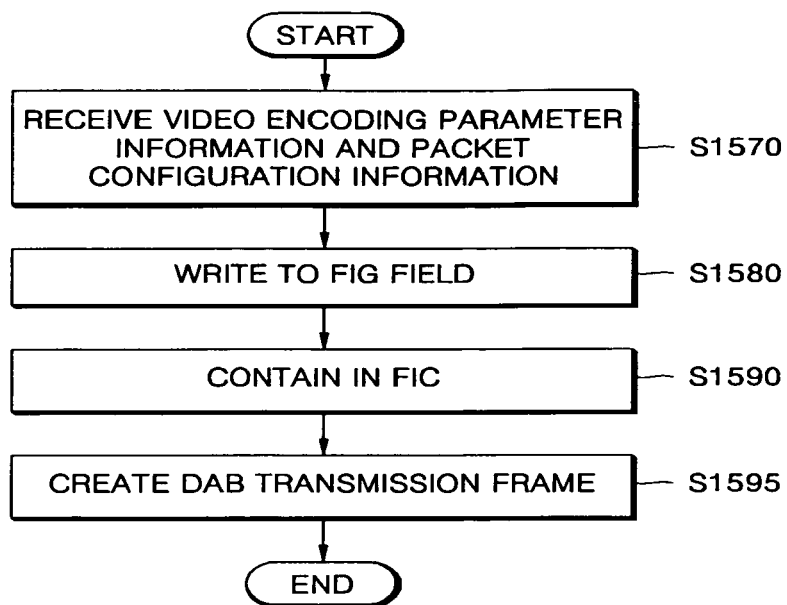 START
RECEIVE VIDEO ENCODING PARAMETER
INFORMATION AND PACKET
CONFIGURATION INFORMATION
S1570
WRITE TO FIG FIELD
S1580
CONTAIN IN FIC
S1590
CREATE DAB TRANSMISSION FRAME
S1595
END